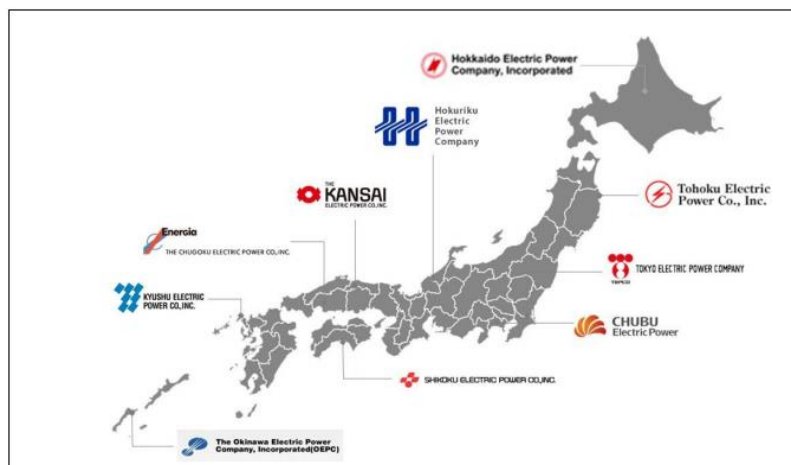 Hokkaido Electric Power
Company, Incorporated
Hokuriku
Electric
Power
Company
THE
KANSAI
ELECTRIC POWER CO., INC.
Tohoku Electric
Power Co., Inc.
Energia
THE CHUGOKU ELECTRIC POWER CO., INC.
TEPCO
TOKYO ELECTRIC POWER COMPANY
KYUSHU ELECTRIC
POWER CO., INC.
CHUBU
Electric Power
SHIKOKU ELECTRIC POWER CO., INC.
The Okinawa Electric Power
Company, Incorporated(OEPC)